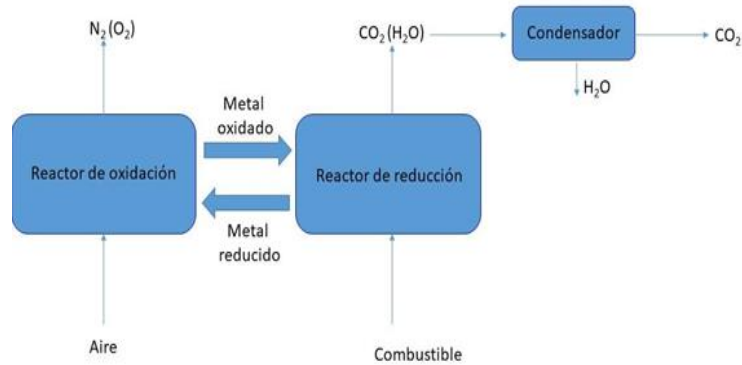 N₂(O₂)
CO₂(H₂O)
Condensador
CO₂
H₂O
Metal
oxidado
Reactor de oxidación
Reactor de reducción
Metal
reducido
Aire
Combustible